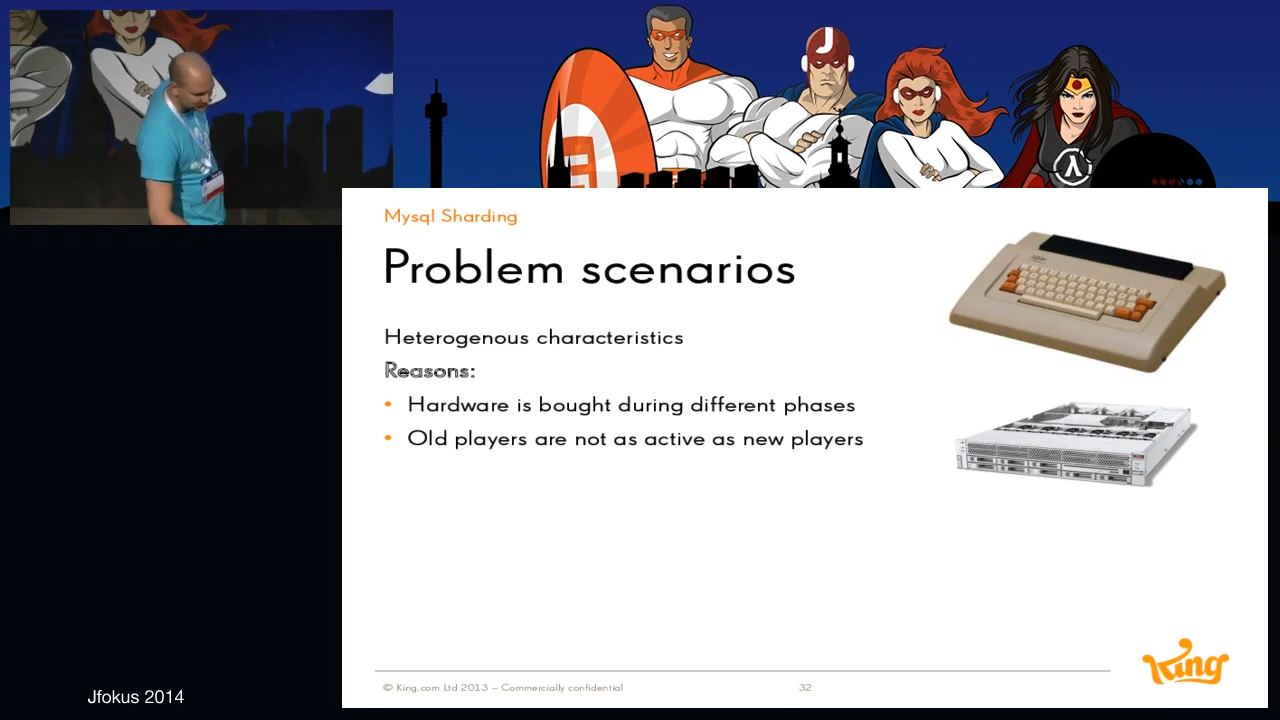 J
λ
Mysql Sharding
Problem scenarios
Heterogenous characteristics
Reasons:
• Hardware is bought during different phases
• Old players are not as active as new players
© King.com Ltd 2013 – Commercially confidential
32
King
Jfokus 2014